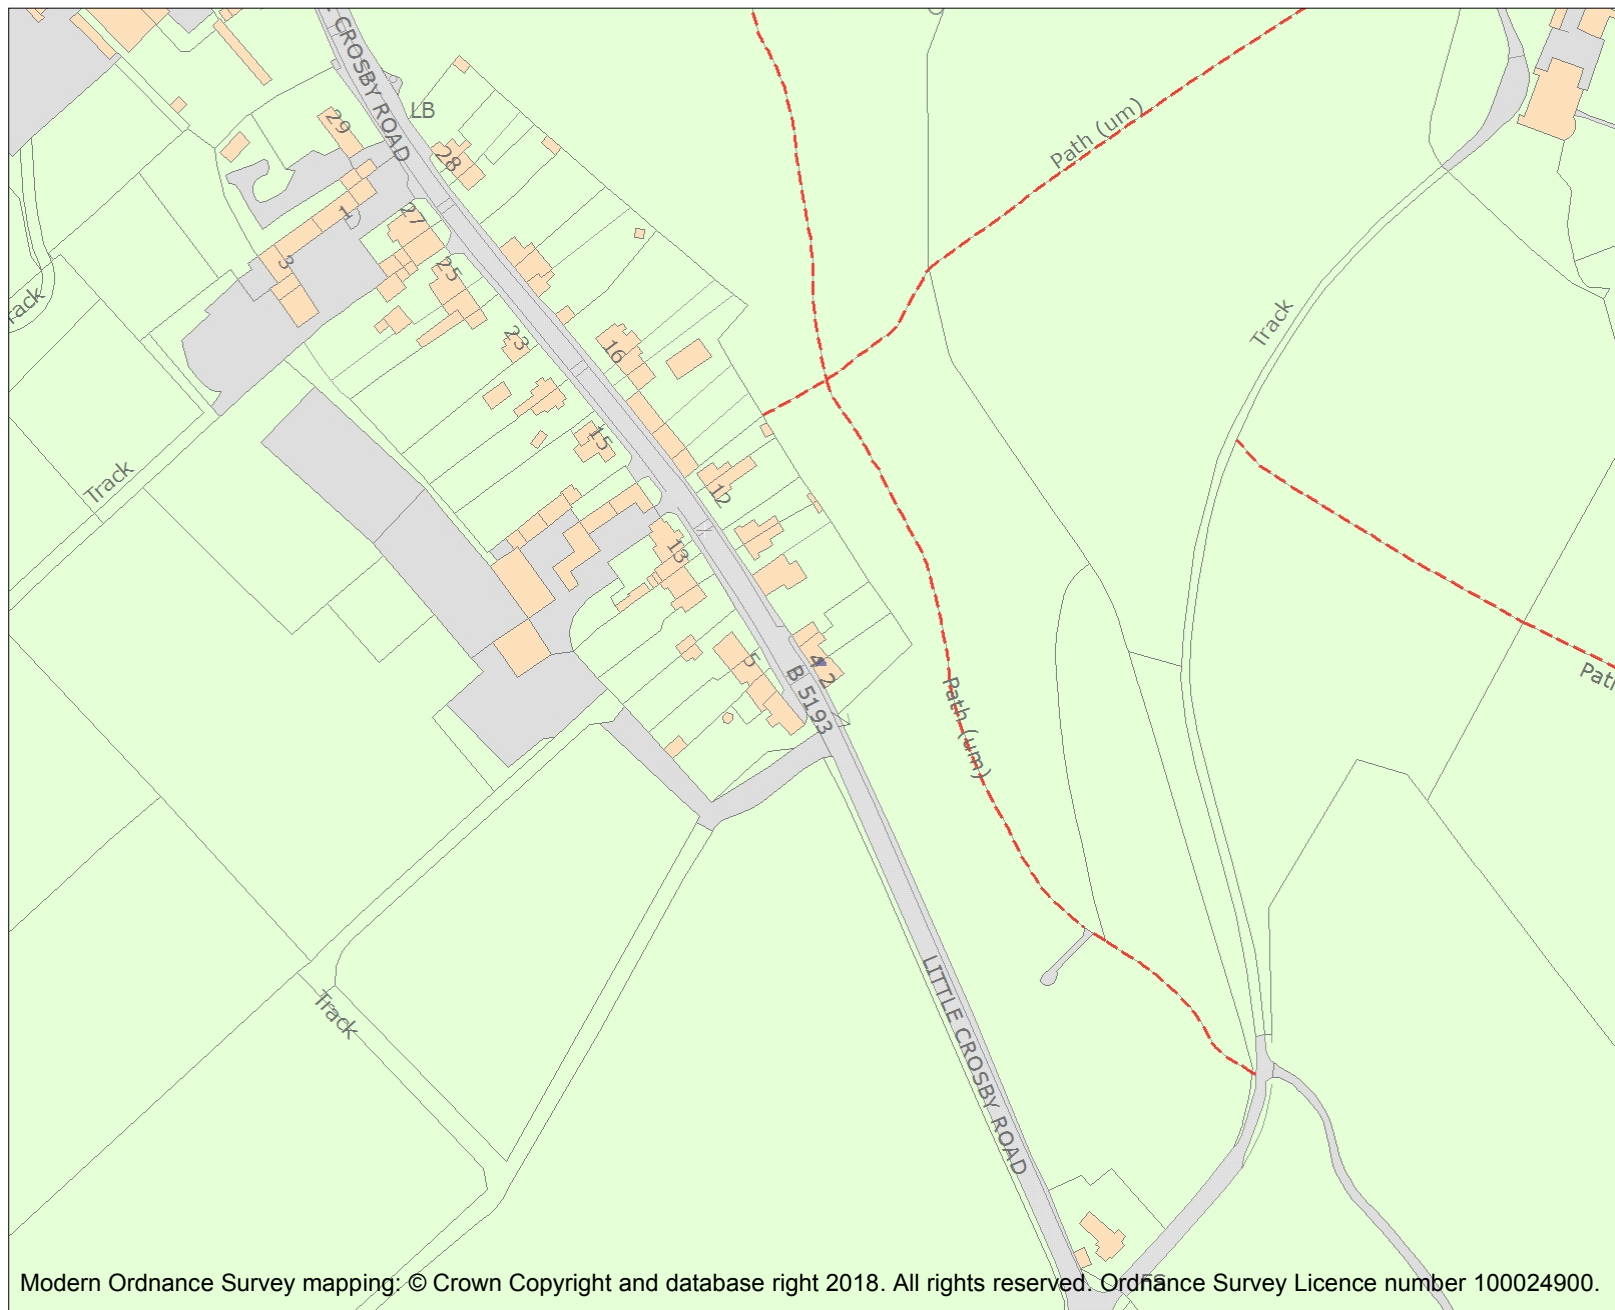 CROSBY ROAD
LB
29
28
Path (um)
1
27
3
25
Track
23
16
Track
15
Track
12
13
5
4
2
B 5193
Path (um)
LITTLE CROSBY ROAD
Track
Modern Ordnance Survey mapping: © Crown Copyright and database right 2018. All rights reserved. Ordnance Survey Licence number 100024900.